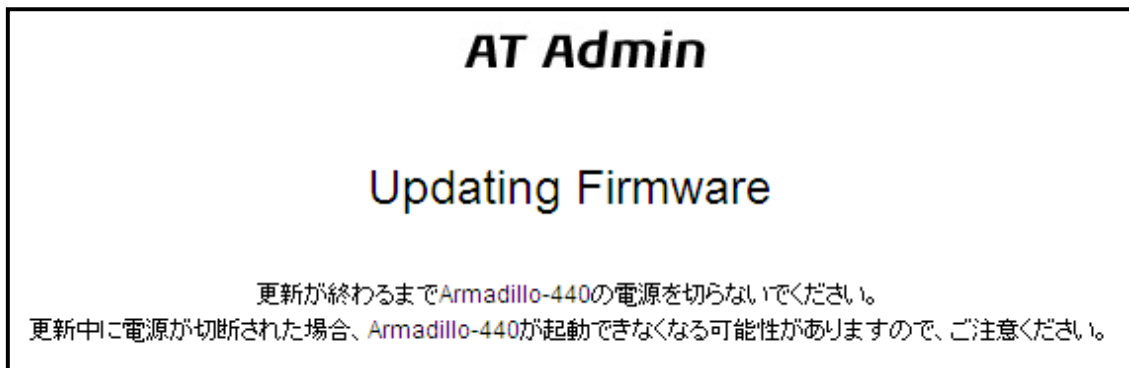 AT Admin
Updating Firmware
更新が終わるまでArmadillo-440の電源を切らないでください。
更新中に電源が切断された場合、Armadillo-440が起動できなくなる可能性がありますので、ご注意ください。